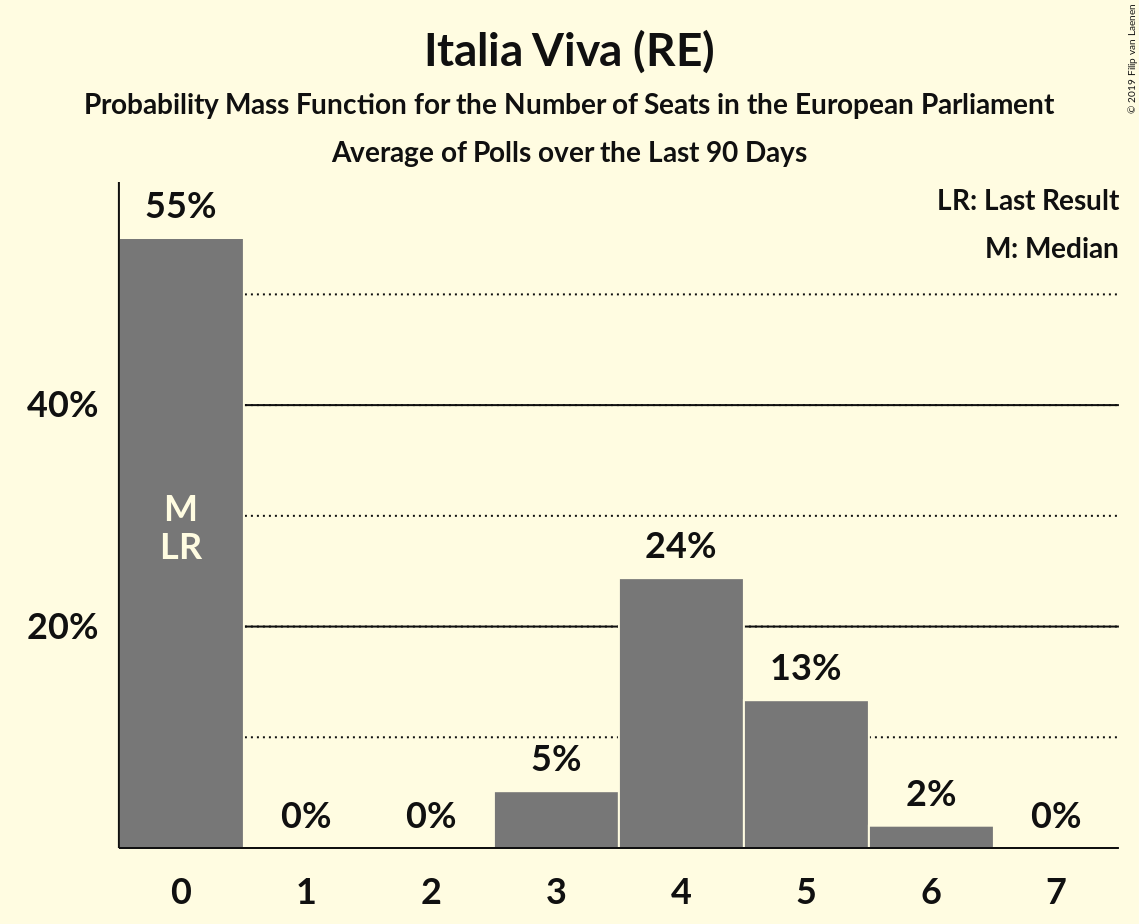 Italia Viva (RE)
Probability Mass Function for the Number of Seats in the European Parliament
Average of Polls over the Last 90 Days
© 2019 Filip van Laenen
LR: Last Result
M: Median
55%
40%
20%
M
LR
0%
0%
5%
24%
13%
2%
0%
0
1
2
3
4
5
6
7